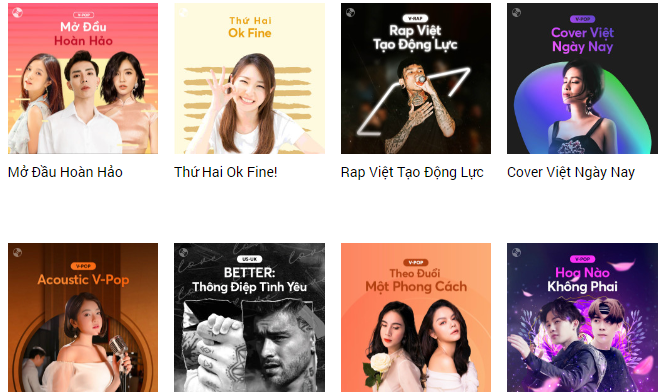 V-POP
Mở Đầu
Hoàn Hảo
Thứ Hai
Ok Fine
V-RAP
Rap Việt
Tạo Động Lực
V-POP
Cover Việt
Ngày Nay
Mở Đầu Hoàn Hảo
Thứ Hai Ok Fine!
Rap Việt Tạo Động Lực
Cover Việt Ngày Nay
V-POP
Acoustic V-Pop
US-UK
BETTER:
Thông Điệp Tình Yêu
V-POP
Theo Đuổi
Một Phong Cách
V-POP
Hoa Nào
Không Phai